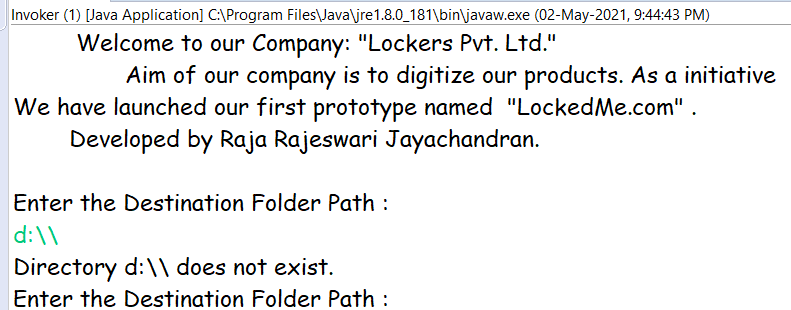 Invoker (1) [Java Application] C:\Program Files\Java\jre1.8.0_181\bin\javaw.exe (02-May-2021, 9:44:43 PM)
Welcome to our Company: "Lockers Pvt. Ltd."
Aim of our company is to digitize our products. As a initiative
We have launched our first prototype named "LockedMe.com" .
Developed by Raja Rajeswari Jayachandran.
Enter the Destination Folder Path :
d:\\
Directory d:\\ does not exist.
Enter the Destination Folder Path :